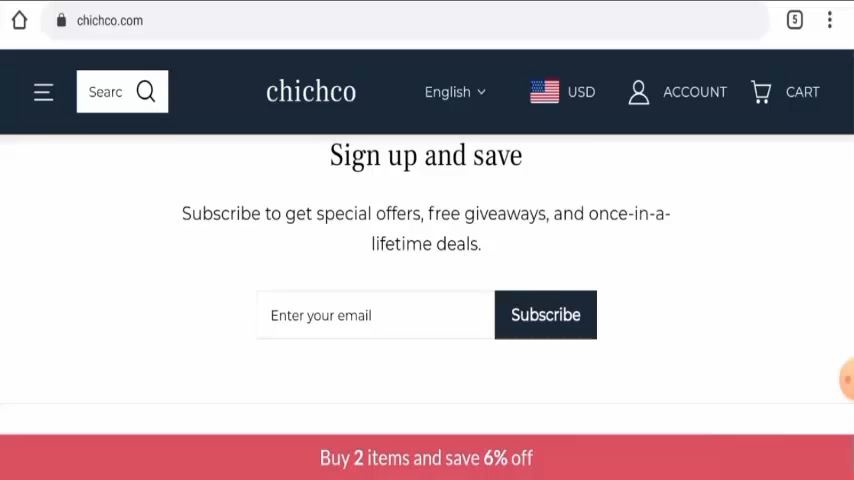 chichco.com
5
Searc
chichco
English
USD
ACCOUNT
CART
Sign up and save
Subscribe to get special offers, free giveaways, and once-in-a-
lifetime deals.
Enter your email
Subscribe
Buy 2 items and save 6% off